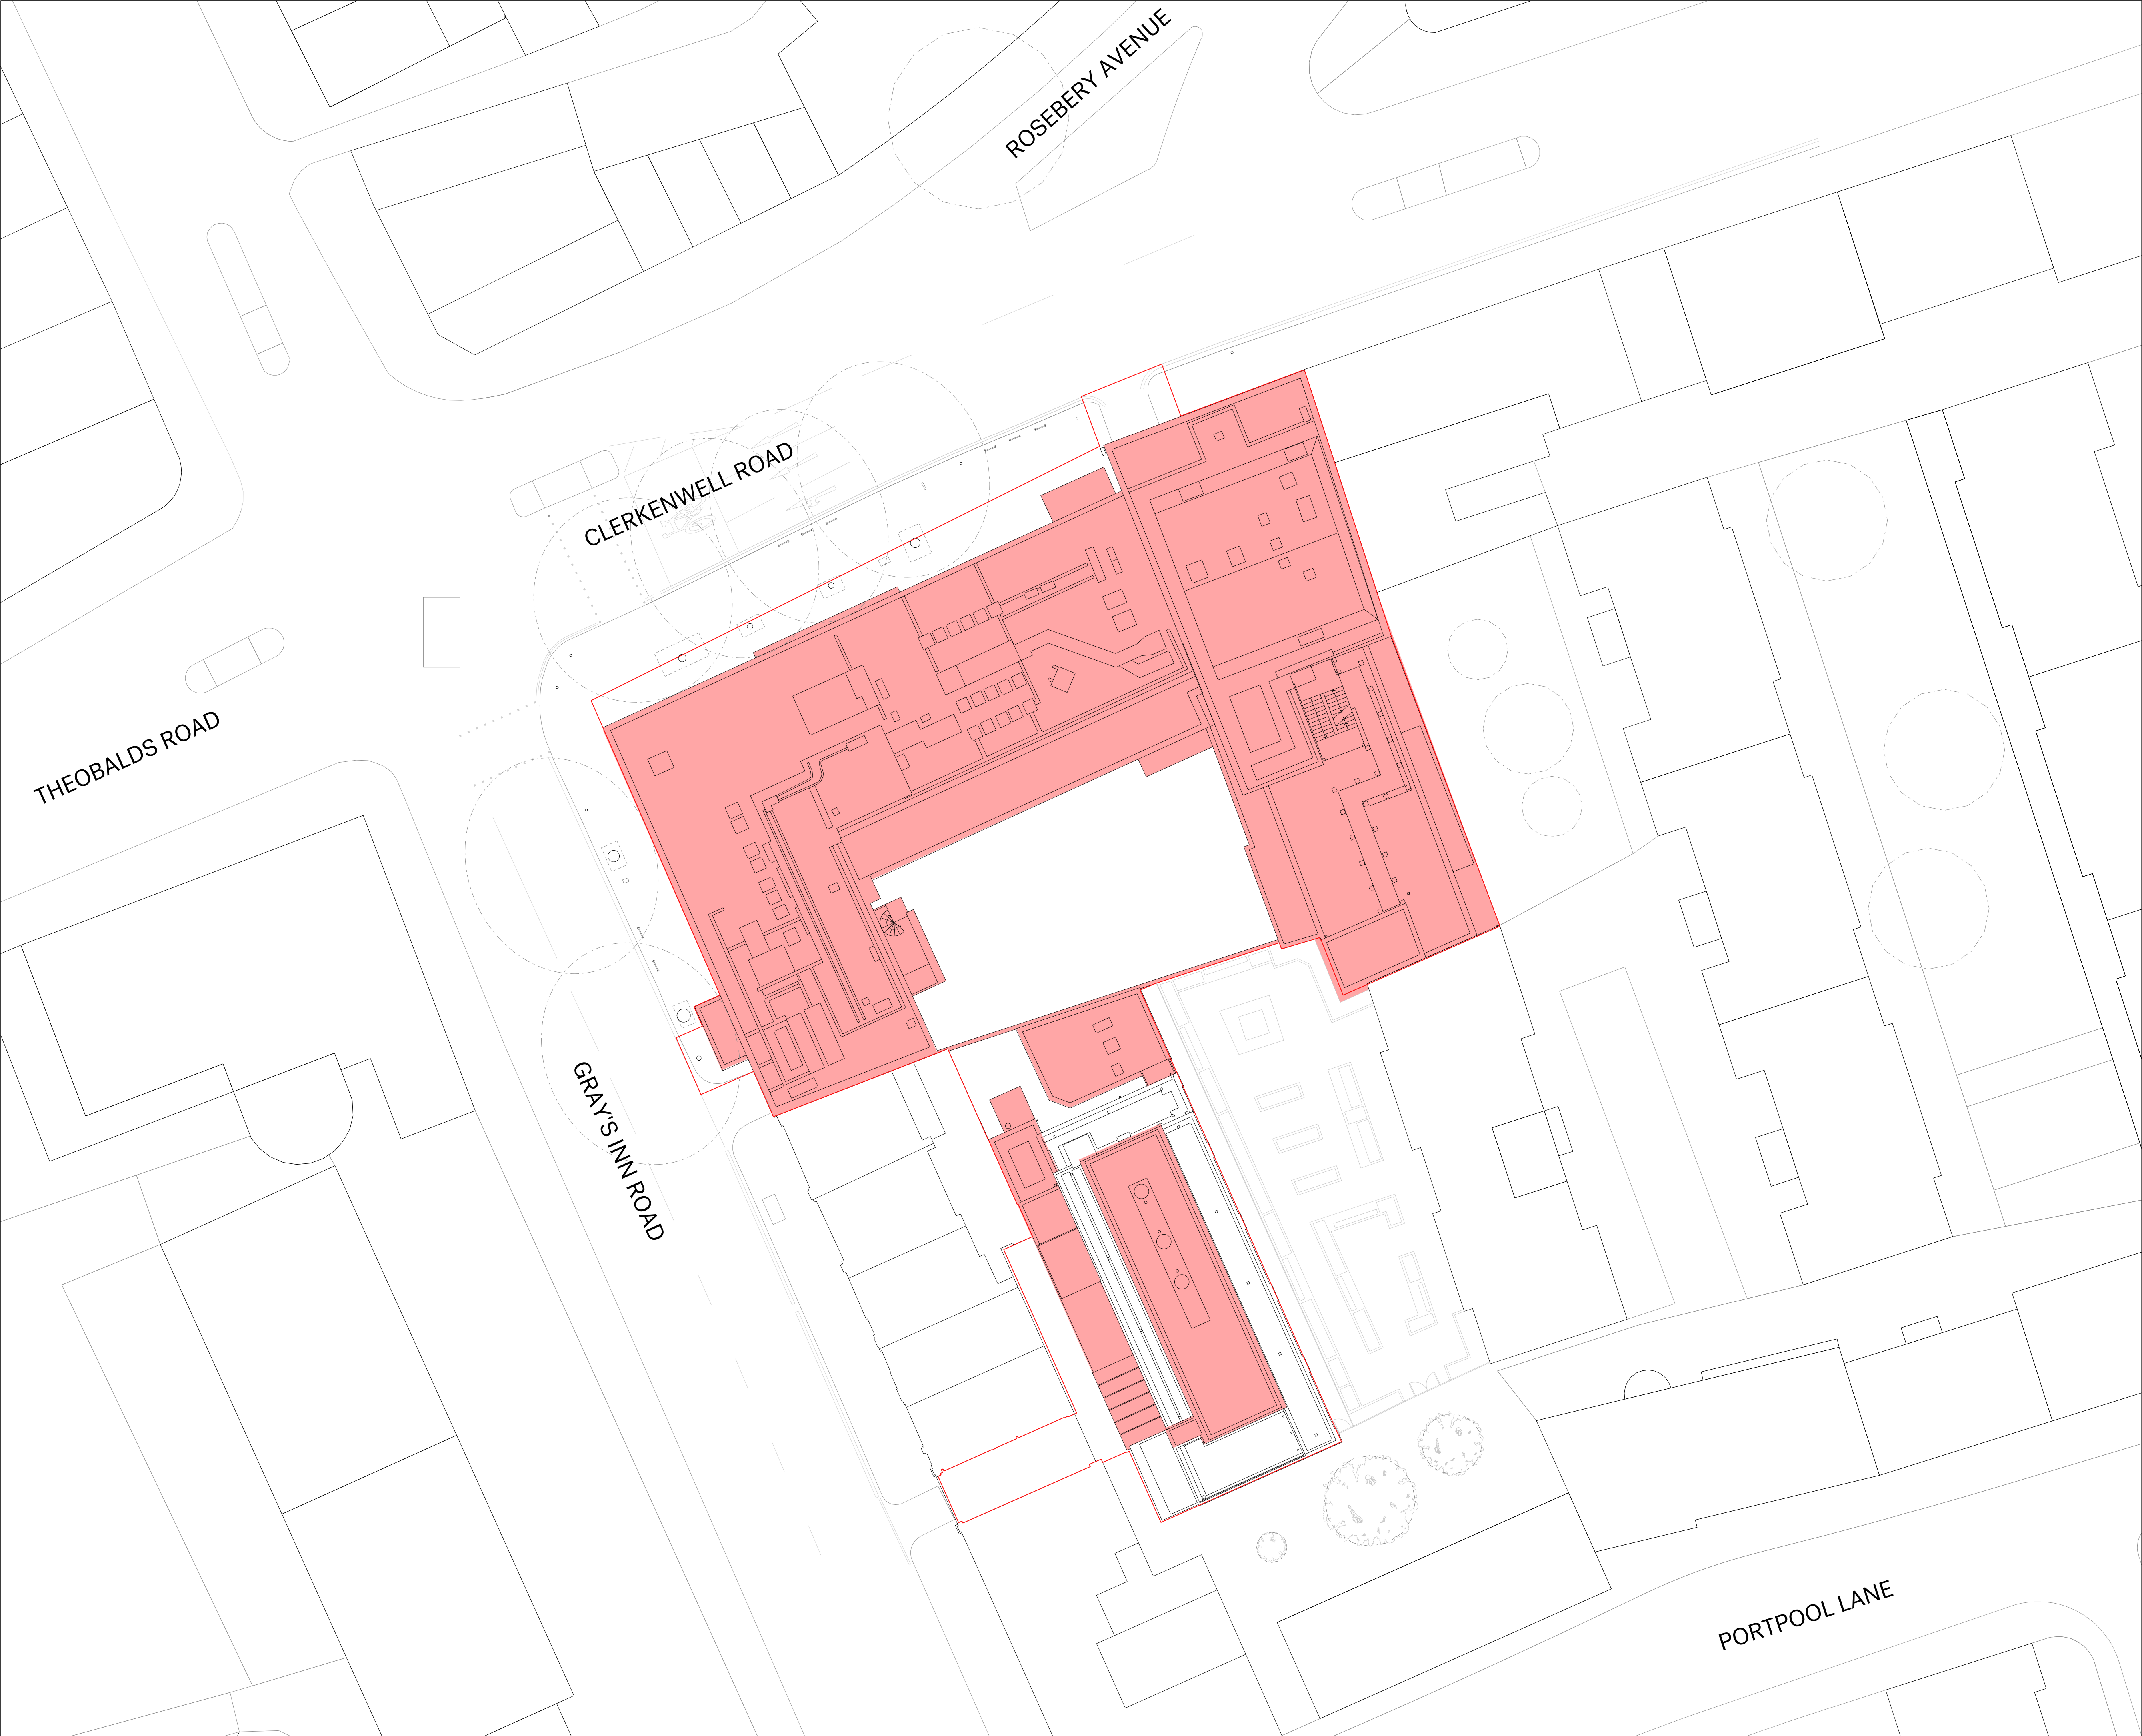 ROSEBERY AVENUE
CLERKENWELL ROAD
THEOBALDS ROAD
GRAY'S INN ROAD
PORTPOOL LANE